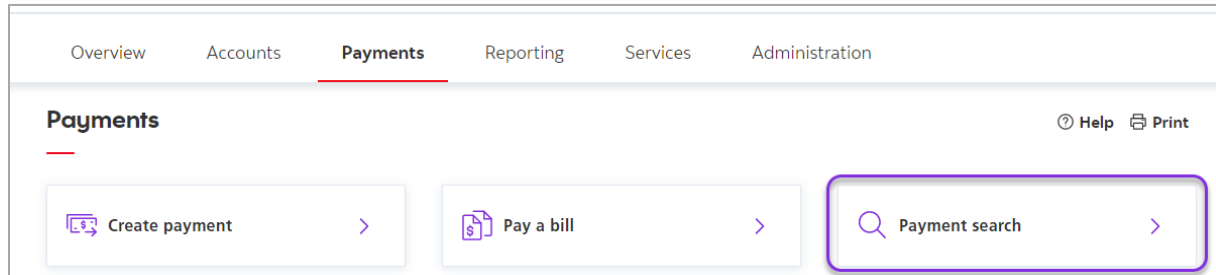 Overview Accounts Payments Reporting Services Administration
Payments
Help Print
Create payment Pay a bill Payment search